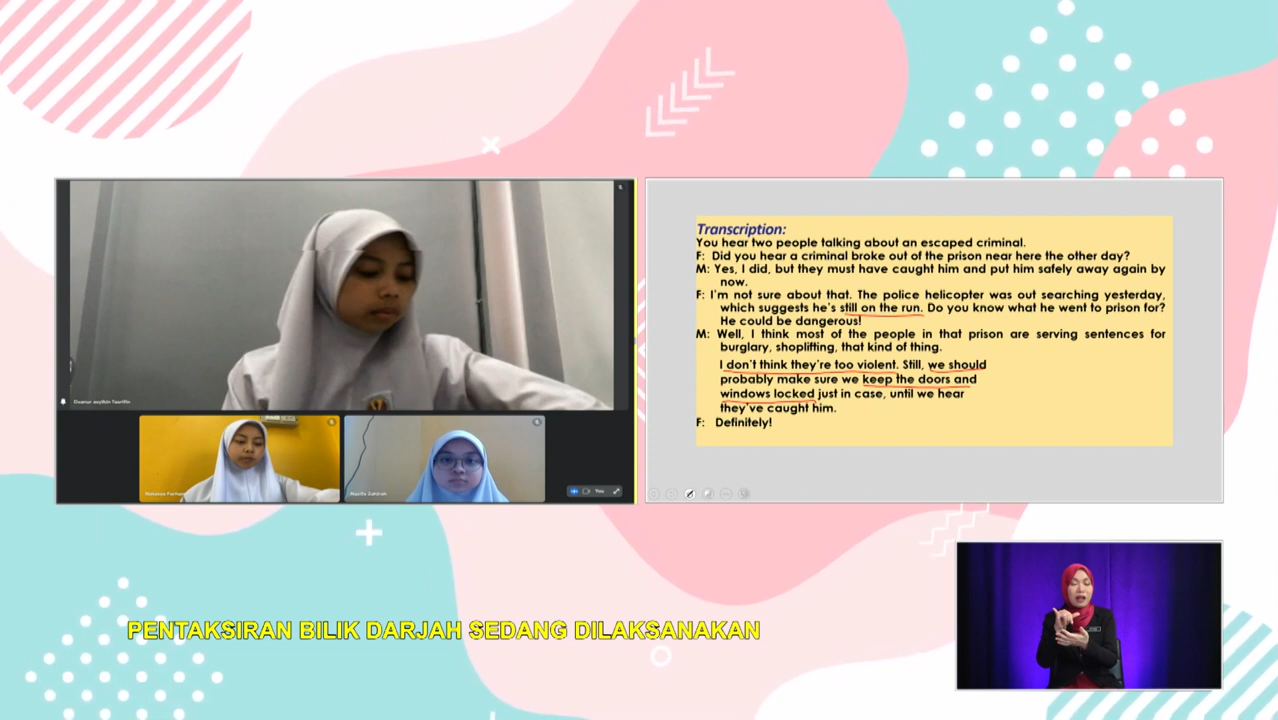 Transcription:
You hear two people talking about an escaped criminal.
F: Did you hear a criminal broke out of the prison near here the other day?
M: Yes, I did, but they must have caught him and put him safely away again by
now.
F: I'm not sure about that. The police helicopter was out searching yesterday,
which suggests he's still on the run. Do you know what he went to prison for?
He could be dangerous!
M: Well, I think most of the people in that prison are serving sentences for
burglary, shoplifting, that kind of thing.
I don't think they're too violent. Still, we should
probably make sure we keep the doors and
windows locked just in case, until we hear
they've caught him.
F: Definitely!
You
PENTAKSIRAN BILIK DARJAH SEDANG DILAKSANAKAN